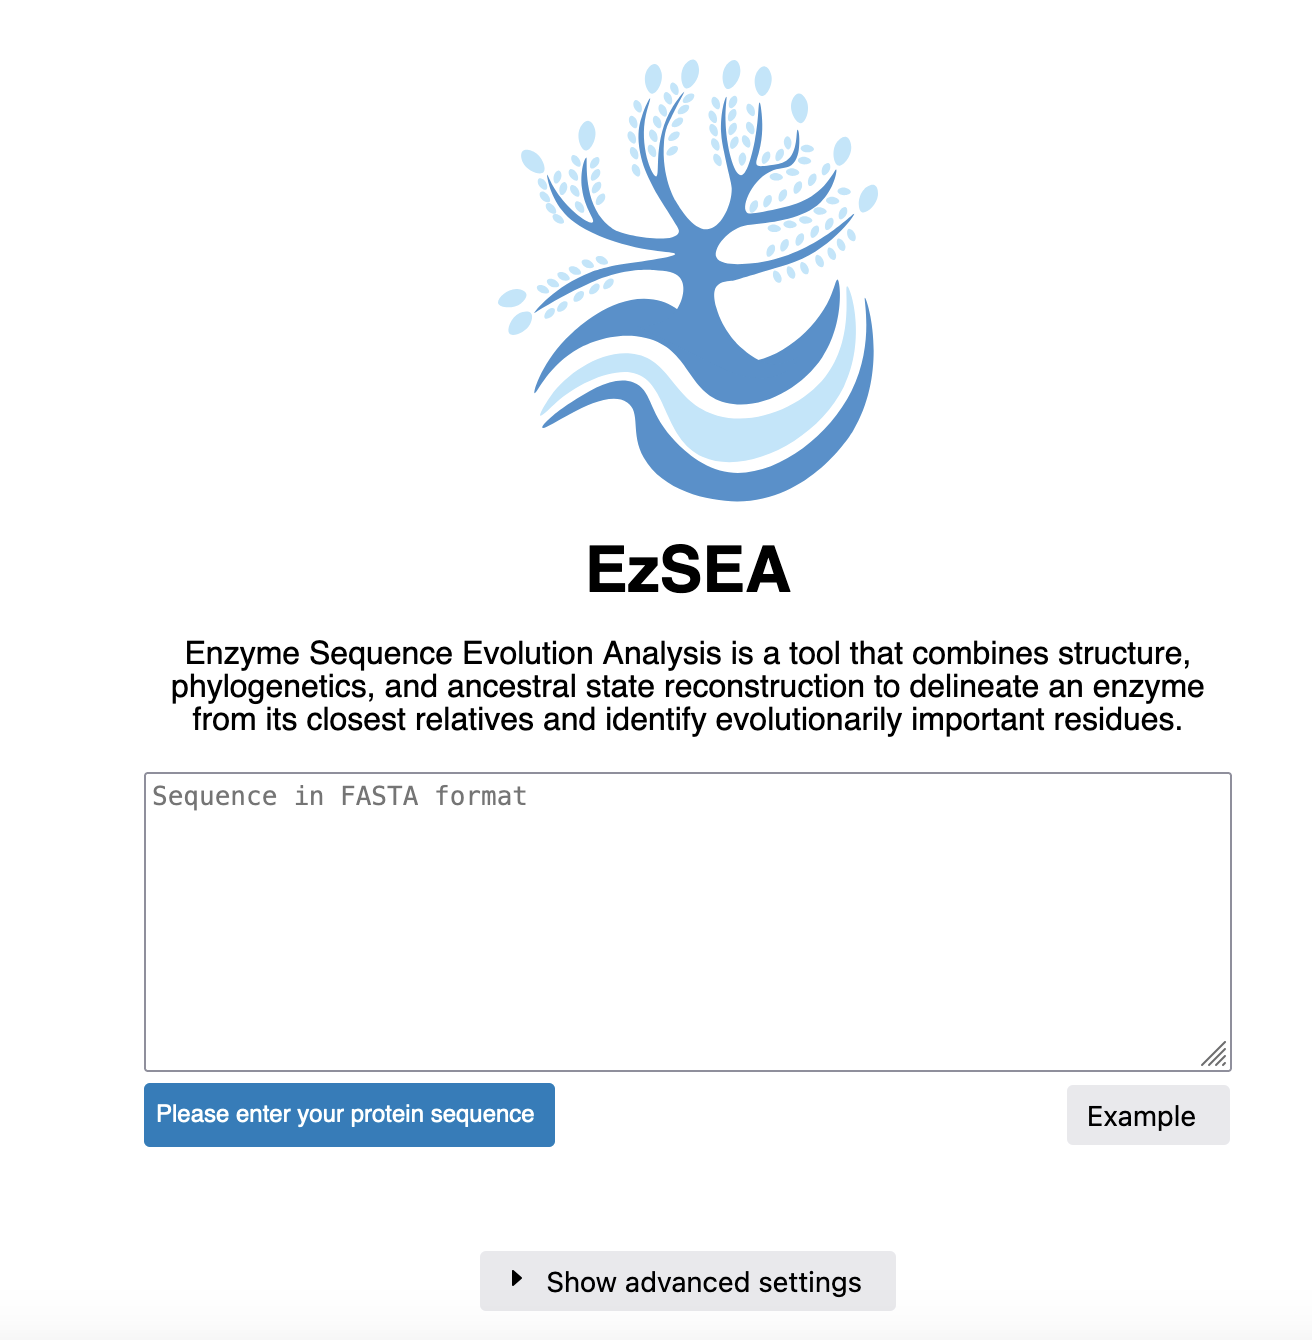 EzSEA
Enzyme Sequence Evolution Analysis is a tool that combines structure,
phylogenetics, and ancestral state reconstruction to delineate an enzyme
from its closest relatives and identify evolutionarily important residues.
Sequence in FASTA format
Please enter your protein sequence
Example
Show advanced settings